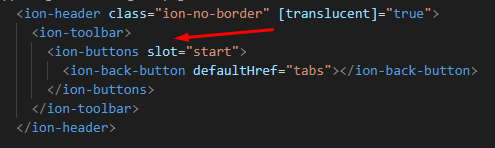 <ion-header class="ion-no-border" [translucent]="true">
<ion-toolbar>
<ion-buttons slot="start">
<ion-back-button defaultHref="tabs"></ion-back-button>
</ion-buttons>
</ion-toolbar>
</ion-header>